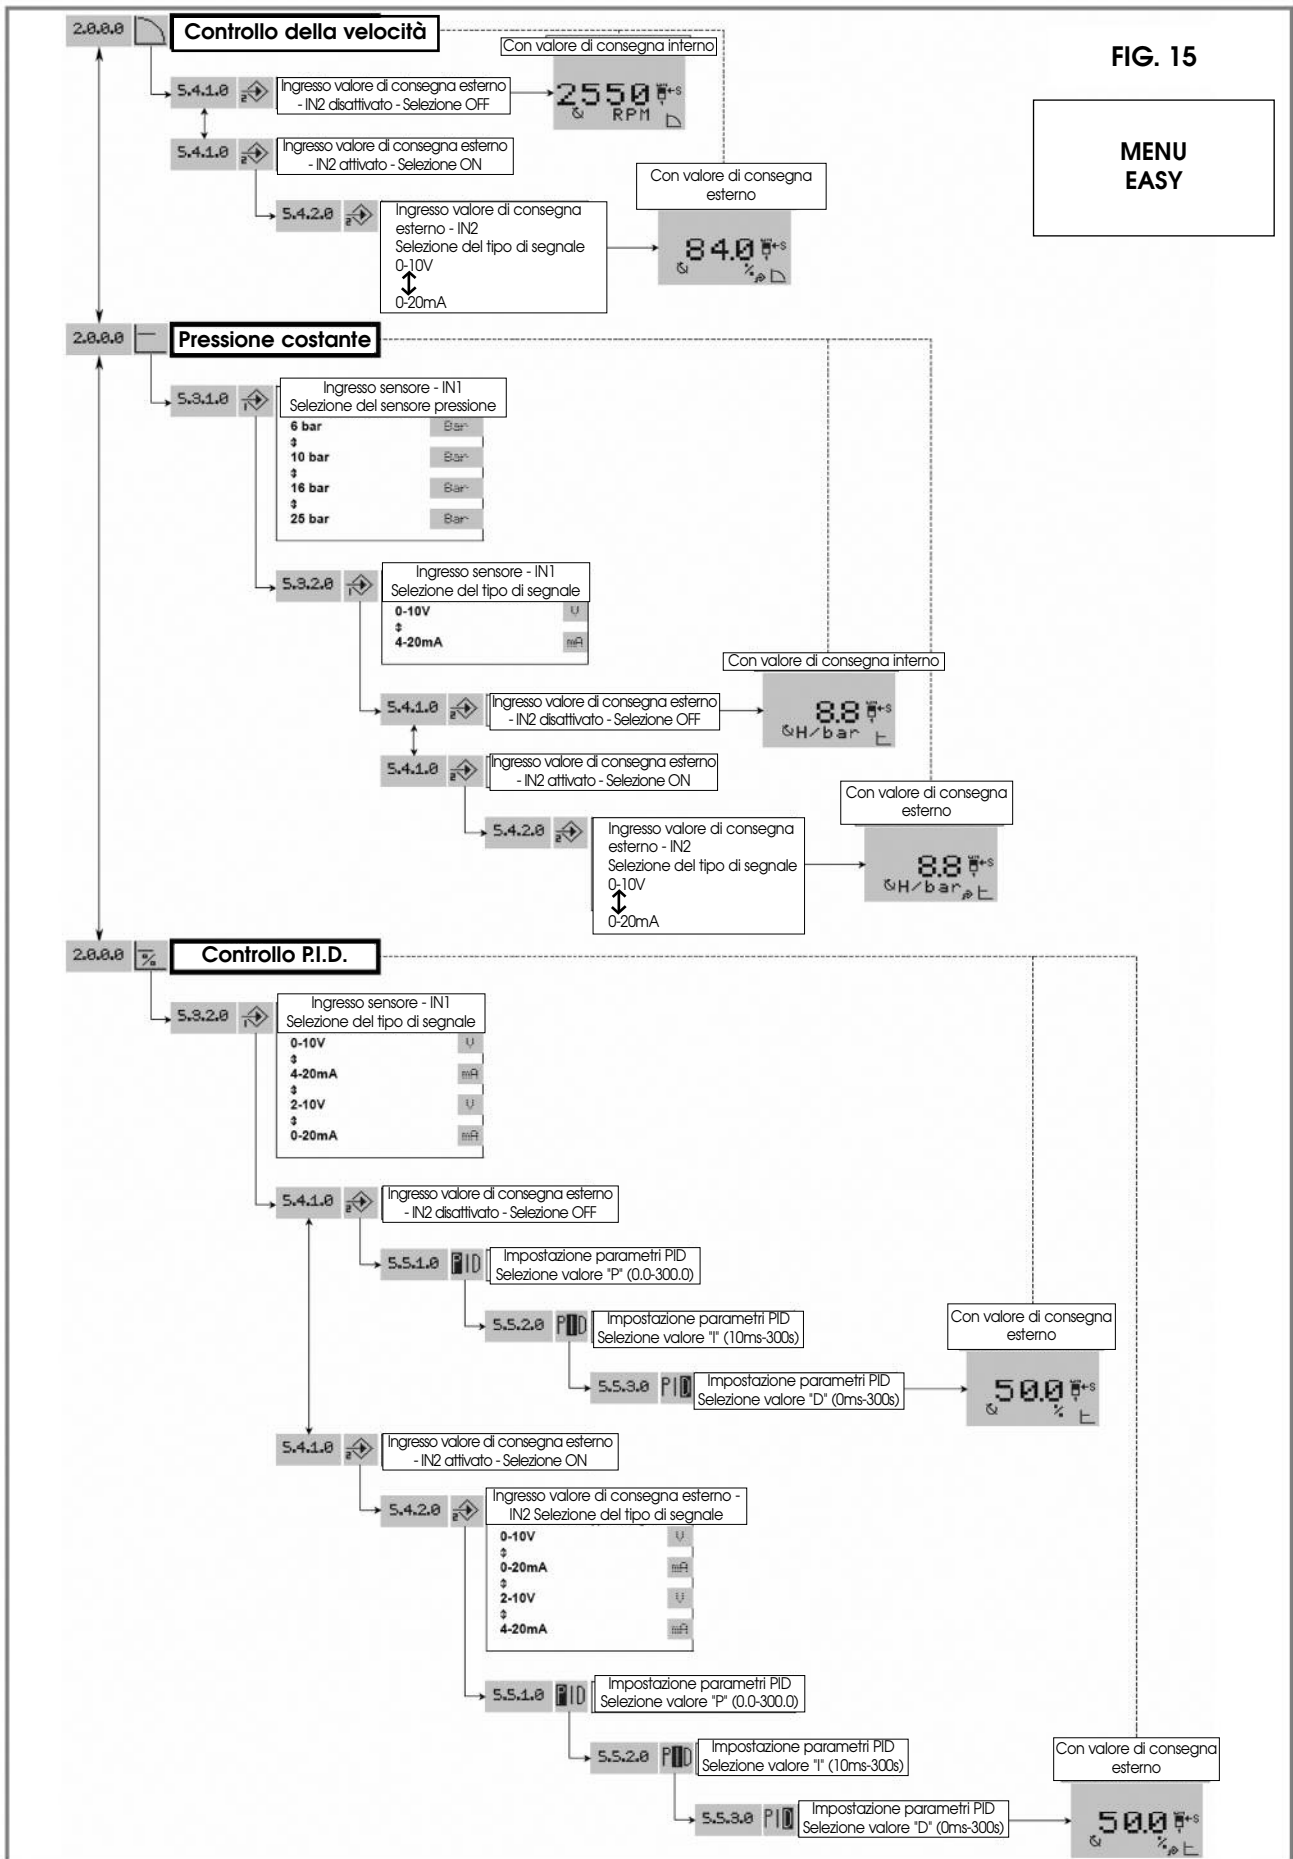 2.0.0.0
Controllo della velocità
FIG. 15
MENU
EASY
Con valore di consegna interno
5.4.1.0
2
Ingresso valore di consegna esterno
- IN2 disattivato - Selezione OFF
2550
S
RPM
5.4.1.0
2
Ingresso valore di consegna esterno
- IN2 attivato - Selezione ON
Con valore di consegna
esterno
5.4.2.0
2
Ingresso valore di consegna
esterno - IN2
Selezione del tipo di segnale
0-10V
0-20mA
84.0
S
%
2.0.0.0
Pressione costante
5.3.1.0
1
Ingresso sensore - IN1
Selezione del sensore pressione
6 bar Bar
10 bar Bar
16 bar Bar
25 bar Bar
5.3.2.0
1
Ingresso sensore - IN1
Selezione del tipo di segnale
0-10V V
4-20mA mA
Con valore di consegna interno
5.4.1.0
2
Ingresso valore di consegna esterno
- IN2 disattivato - Selezione OFF
8.8
S
H/bar
5.4.1.0
2
Ingresso valore di consegna esterno
- IN2 attivato - Selezione ON
Con valore di consegna
esterno
5.4.2.0
2
Ingresso valore di consegna
esterno - IN2
Selezione del tipo di segnale
0-10V
0-20mA
8.8
S
H/bar
2.0.0.0
%
Controllo P.I.D.
5.3.2.0
1
Ingresso sensore - IN1
Selezione del tipo di segnale
0-10V V
4-20mA mA
2-10V V
0-20mA mA
5.4.1.0
2
Ingresso valore di consegna esterno
- IN2 disattivato - Selezione OFF
5.5.1.0 PID
Impostazione parametri PID
Selezione valore "P" (0.0-300.0)
5.5.2.0 PID
Impostazione parametri PID
Selezione valore "I" (10ms-300s)
5.5.3.0 PID
Impostazione parametri PID
Selezione valore "D" (0ms-300s)
Con valore di consegna
esterno
50.0
S
%
5.4.1.0
2
Ingresso valore di consegna esterno
- IN2 attivato - Selezione ON
5.4.2.0
2
Ingresso valore di consegna esterno -
IN2 Selezione del tipo di segnale
0-10V V
0-20mA mA
2-10V V
4-20mA mA
5.5.1.0 PID
Impostazione parametri PID
Selezione valore "P" (0.0-300.0)
5.5.2.0 PID
Impostazione parametri PID
Selezione valore "I" (10ms-300s)
5.5.3.0 PID
Impostazione parametri PID
Selezione valore "D" (0ms-300s)
Con valore di consegna
esterno
50.0
S
%